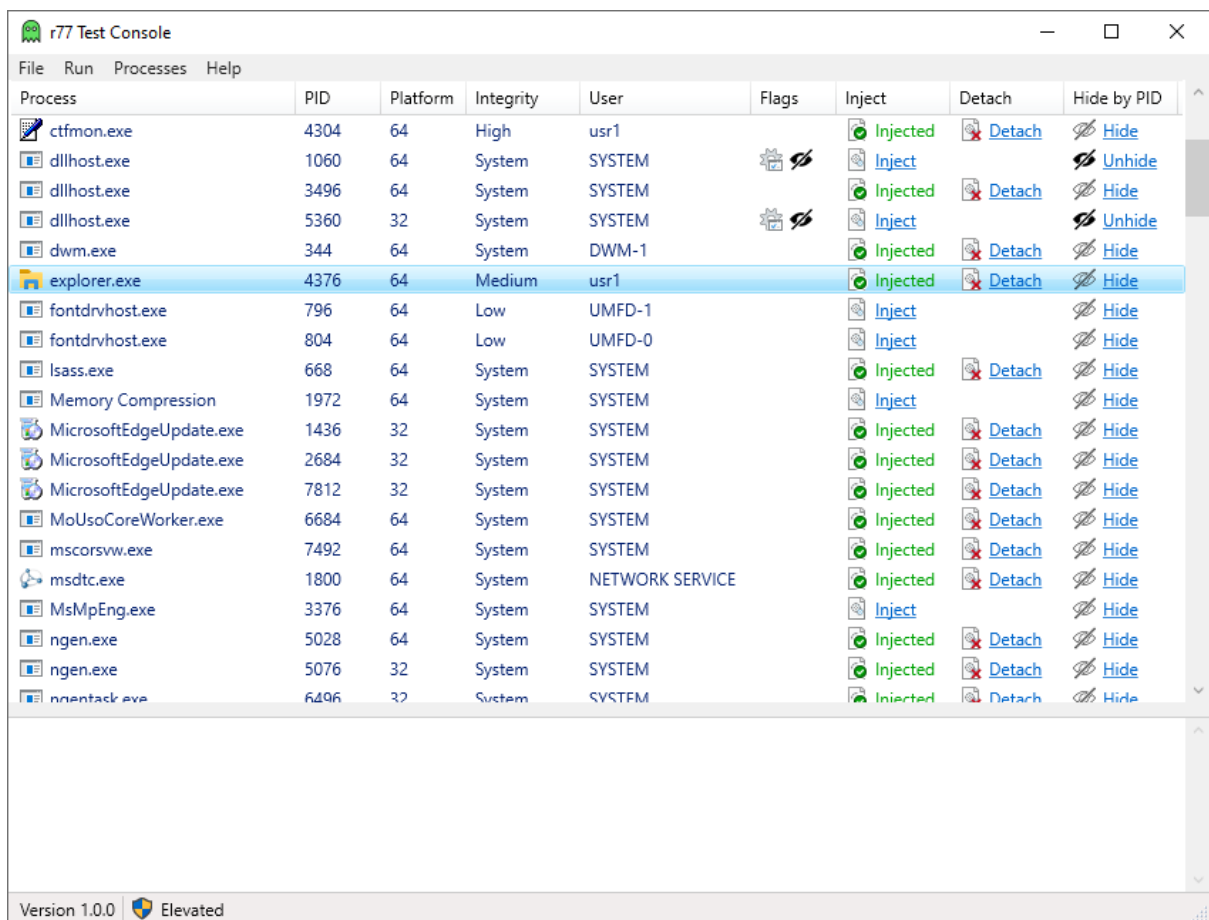 r77 Test Console
File Run Processes Help
Process PID Platform Integrity User Flags Inject Detach Hide by PID
ctfmon.exe 4304 64 High usr1 Injected Detach Hide
dllhost.exe 1060 64 System SYSTEM Inject Unhide
dllhost.exe 3496 64 System SYSTEM Injected Detach Hide
dllhost.exe 5360 32 System SYSTEM Inject Unhide
dwm.exe 344 64 System DWM-1 Injected Detach Hide
explorer.exe 4376 64 Medium usr1 Injected Detach Hide
fontdrvhost.exe 796 64 Low UMFD-1 Inject Hide
fontdrvhost.exe 804 64 Low UMFD-0 Inject Hide
lsass.exe 668 64 System SYSTEM Injected Detach Hide
Memory Compression 1972 64 System SYSTEM Inject Hide
MicrosoftEdgeUpdate.exe 1436 32 System SYSTEM Injected Detach Hide
MicrosoftEdgeUpdate.exe 2684 32 System SYSTEM Injected Detach Hide
MicrosoftEdgeUpdate.exe 7812 32 System SYSTEM Injected Detach Hide
MoUsoCoreWorker.exe 6684 64 System SYSTEM Injected Detach Hide
mscorsvw.exe 7492 64 System SYSTEM Injected Detach Hide
msdtc.exe 1800 64 System NETWORK SERVICE Injected Detach Hide
MsMpEng.exe 3376 64 System SYSTEM Inject Hide
ngen.exe 5028 64 System SYSTEM Injected Detach Hide
ngen.exe 5076 32 System SYSTEM Injected Detach Hide
ngentask.exe 6496 32 System SYSTEM Injected Detach Hide
Version 1.0.0 Elevated